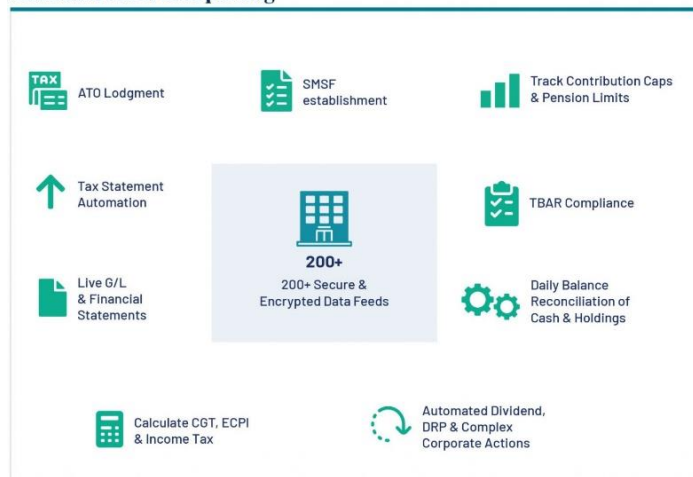 TAX
ATO Lodgment
SMSF
establishment
Track Contribution Caps
& Pension Limits
Tax Statement
Automation
200+
200+ Secure &
Encrypted Data Feeds
TBAR Compliance
Live G/L
& Financial
Statements
Daily Balance
Reconciliation of
Cash & Holdings
Calculate CGT, ECPI
& Income Tax
Automated Dividend,
DRP & Complex
Corporate Actions